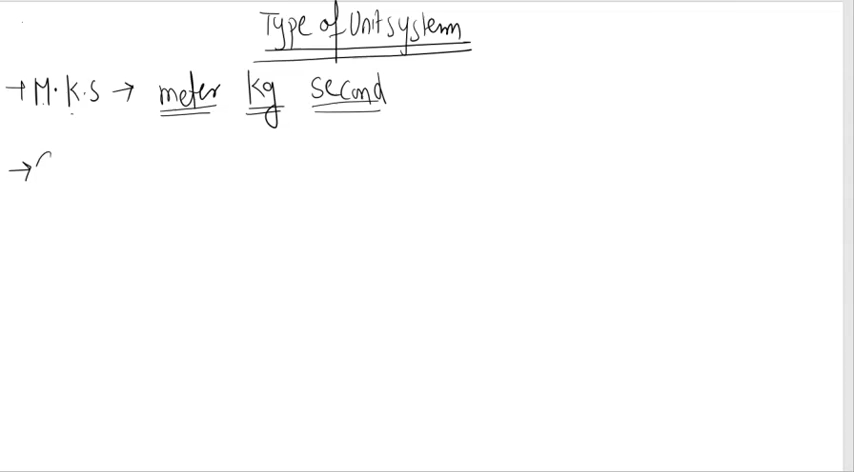 Type of Unit system
→ M.K.S → meter kg second
→